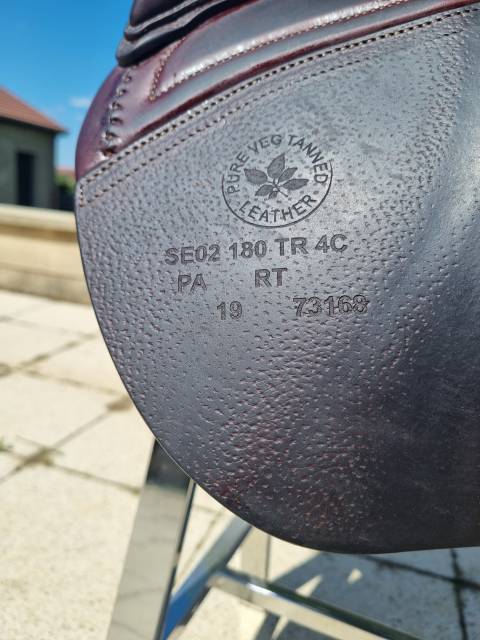 PURE VEG TANNED
LEATHER
SE02 180 TR 4C
PA RT
19 73168